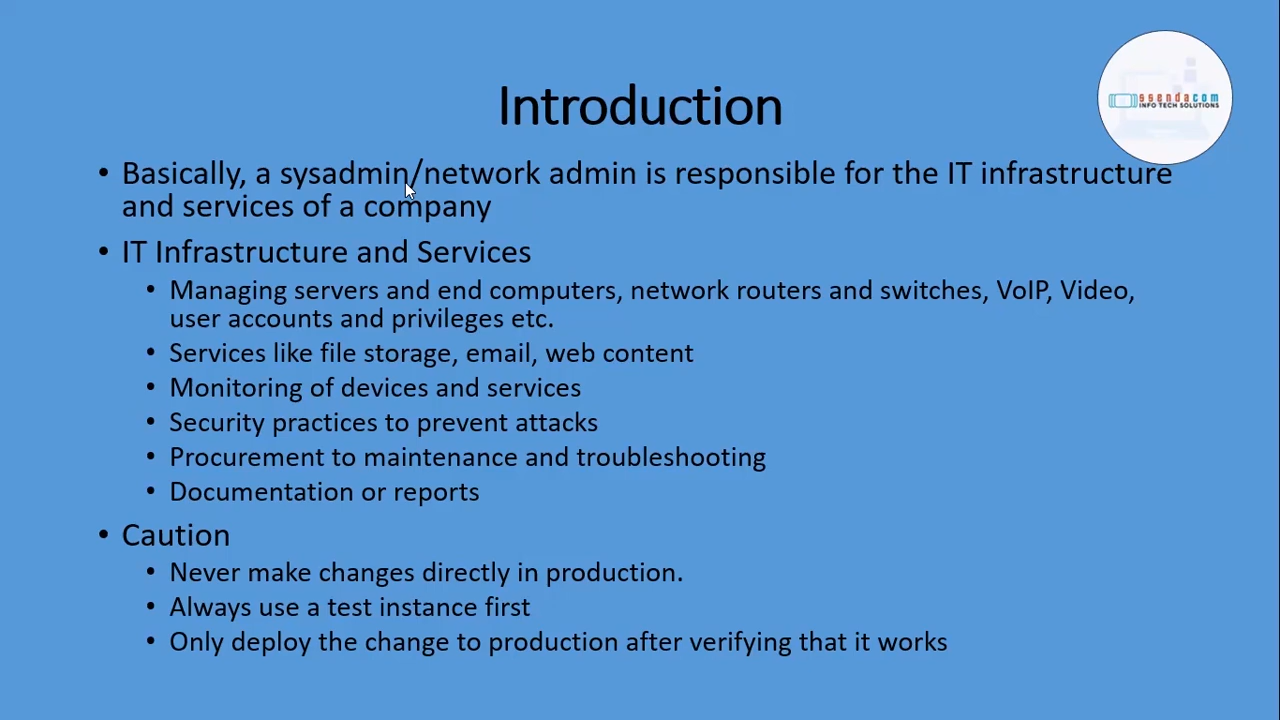 Introduction
ssendacom
INFO TECH SOLUTIONS
• Basically, a sysadmin/network admin is responsible for the IT infrastructure
and services of a company
• IT Infrastructure and Services
• Managing servers and end computers, network routers and switches, VoIP, Video,
user accounts and privileges etc.
• Services like file storage, email, web content
• Monitoring of devices and services
• Security practices to prevent attacks
• Procurement to maintenance and troubleshooting
• Documentation or reports
• Caution
• Never make changes directly in production.
• Always use a test instance first
• Only deploy the change to production after verifying that it works